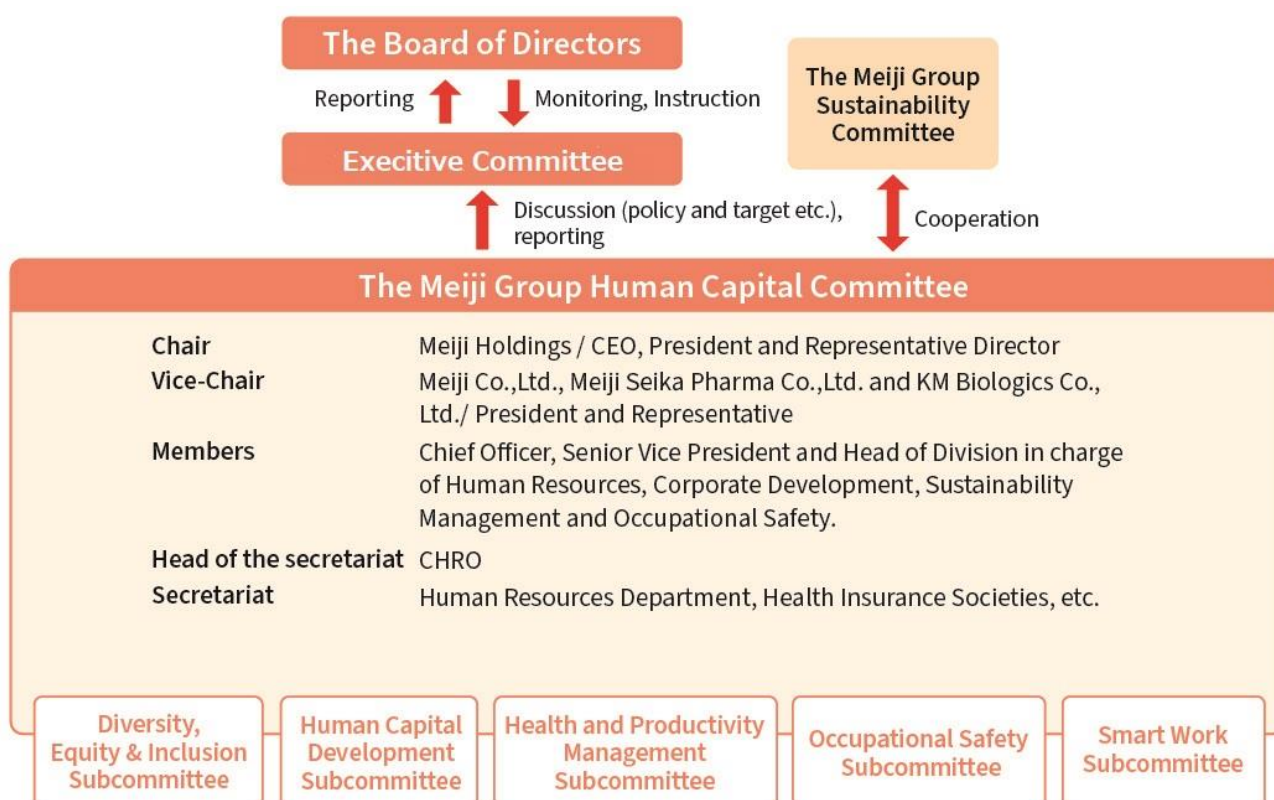 The Board of Directors
Reporting
Monitoring, Instruction
Execitive Committee
The Meiji Group
Sustainability
Committee
Discussion (policy and target etc.),
reporting
Cooperation
The Meiji Group Human Capital Committee
Chair Meiji Holdings / CEO, President and Representative Director
Vice-Chair Meiji Co.,Ltd., Meiji Seika Pharma Co.,Ltd. and KM Biologics Co.,
Ltd./ President and Representative
Members Chief Officer, Senior Vice President and Head of Division in charge
of Human Resources, Corporate Development, Sustainability
Management and Occupational Safety.
Head of the secretariat CHRO
Secretariat Human Resources Department, Health Insurance Societies, etc.
Diversity,
Equity & Inclusion
Subcommittee
Human Capital
Development
Subcommittee
Health and Productivity
Management
Subcommittee
Occupational Safety
Subcommittee
Smart Work
Subcommittee